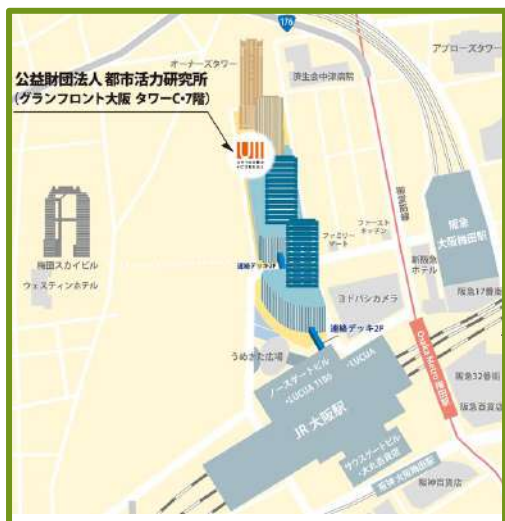 176
オーナーズタワー
アプローズタワー
公益財団法人 都市活力研究所
(グランフロント大阪 タワーC・7階)
済生会中津病院
阪急
大阪梅田駅
ファースト
キッチン
ファミリー
マート
新阪急
ホテル
梅田スカイビル
ウェスティンホテル
連絡デッキ2F
ヨドバシカメラ
阪急17番街
連絡デッキ2F
うめきた広場
ノースゲートビル
・LUCUA 1100
・LUCUA
Osaka Metro 梅田駅
阪急32番街
阪急百貨店
JR 大阪駅
サウスゲートビル
・大丸百貨店
阪神 大阪梅田駅
阪神百貨店